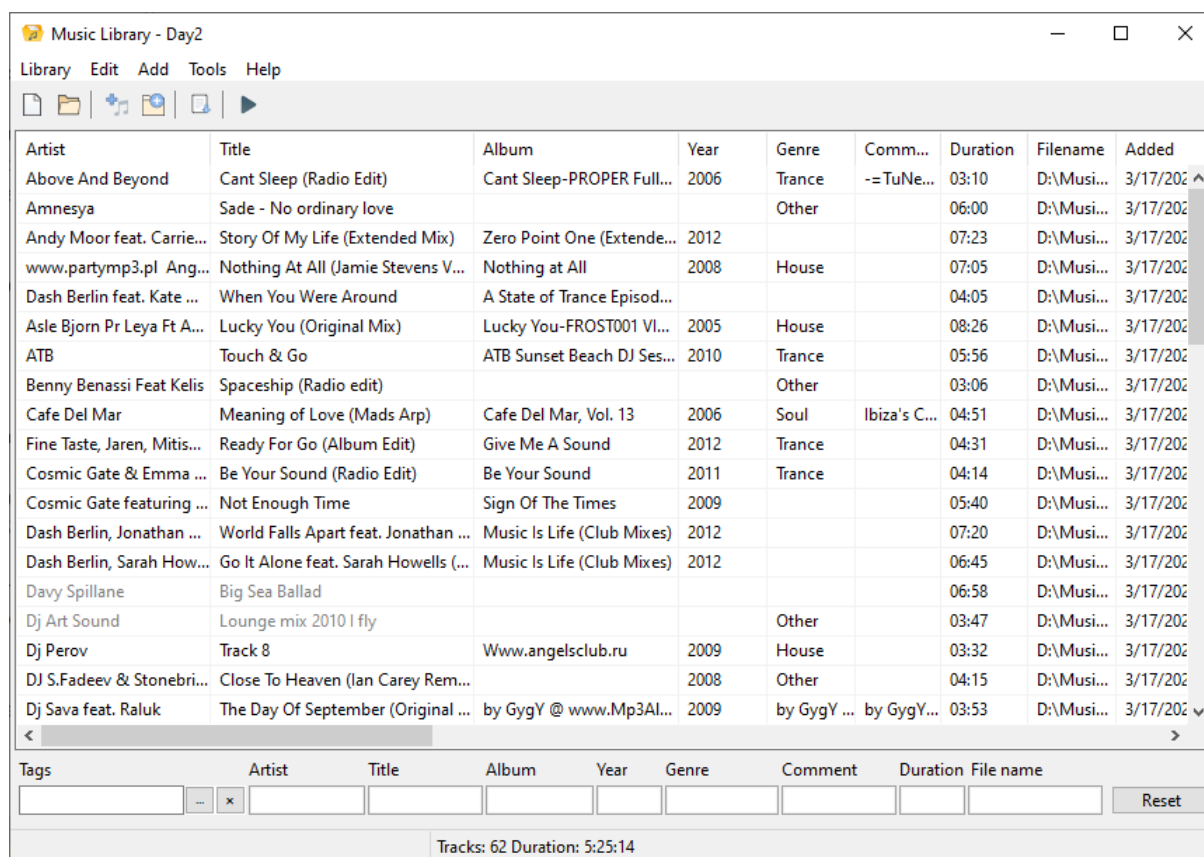 Music Library - Day2
Library Edit Add Tools Help
Artist Title Album Year Genre Comm... Duration Filename Added
Above And Beyond Cant Sleep (Radio Edit) Cant Sleep-PROPER Full... 2006 Trance -=TuNe... 03:10 D:\Musi... 3/17/202
Amnesya Sade - No ordinary love Other 06:00 D:\Musi... 3/17/202
Andy Moor feat. Carrie... Story Of My Life (Extended Mix) Zero Point One (Extende... 2012 07:23 D:\Musi... 3/17/202
www.partymp3.pl Ang... Nothing At All (Jamie Stevens V... Nothing at All 2008 House 07:05 D:\Musi... 3/17/202
Dash Berlin feat. Kate ... When You Were Around A State of Trance Episod... 04:05 D:\Musi... 3/17/202
Asle Bjorn Pr Leya Ft A... Lucky You (Original Mix) Lucky You-FROST001 VI... 2005 House 08:26 D:\Musi... 3/17/202
ATB Touch & Go ATB Sunset Beach DJ Ses... 2010 Trance 05:56 D:\Musi... 3/17/202
Benny Benassi Feat Kelis Spaceship (Radio edit) Other 03:06 D:\Musi... 3/17/202
Cafe Del Mar Meaning of Love (Mads Arp) Cafe Del Mar, Vol. 13 2006 Soul Ibiza's C... 04:51 D:\Musi... 3/17/202
Fine Taste, Jaren, Mitis... Ready For Go (Album Edit) Give Me A Sound 2012 Trance 04:31 D:\Musi... 3/17/202
Cosmic Gate & Emma ... Be Your Sound (Radio Edit) Be Your Sound 2011 Trance 04:14 D:\Musi... 3/17/202
Cosmic Gate featuring ... Not Enough Time Sign Of The Times 2009 05:40 D:\Musi... 3/17/202
Dash Berlin, Jonathan ... World Falls Apart feat. Jonathan ... Music Is Life (Club Mixes) 2012 07:20 D:\Musi... 3/17/202
Dash Berlin, Sarah How... Go It Alone feat. Sarah Howells (... Music Is Life (Club Mixes) 2012 06:45 D:\Musi... 3/17/202
Davy Spillane Big Sea Ballad 06:58 D:\Musi... 3/17/202
Dj Art Sound Lounge mix 2010 I fly Other 03:47 D:\Musi... 3/17/202
Dj Perov Track 8 Www.angelsclub.ru 2009 House 03:32 D:\Musi... 3/17/202
DJ S.Fadeev & Stonebri... Close To Heaven (Ian Carey Rem... 2008 Other 04:15 D:\Musi... 3/17/202
Dj Sava feat. Raluk The Day Of September (Original ... by GygY @ www.Mp3Al... 2009 by GygY ... by GygY... 03:53 D:\Musi... 3/17/202
Tags Artist Title Album Year Genre Comment Duration File name
... × Reset
Tracks: 62 Duration: 5:25:14